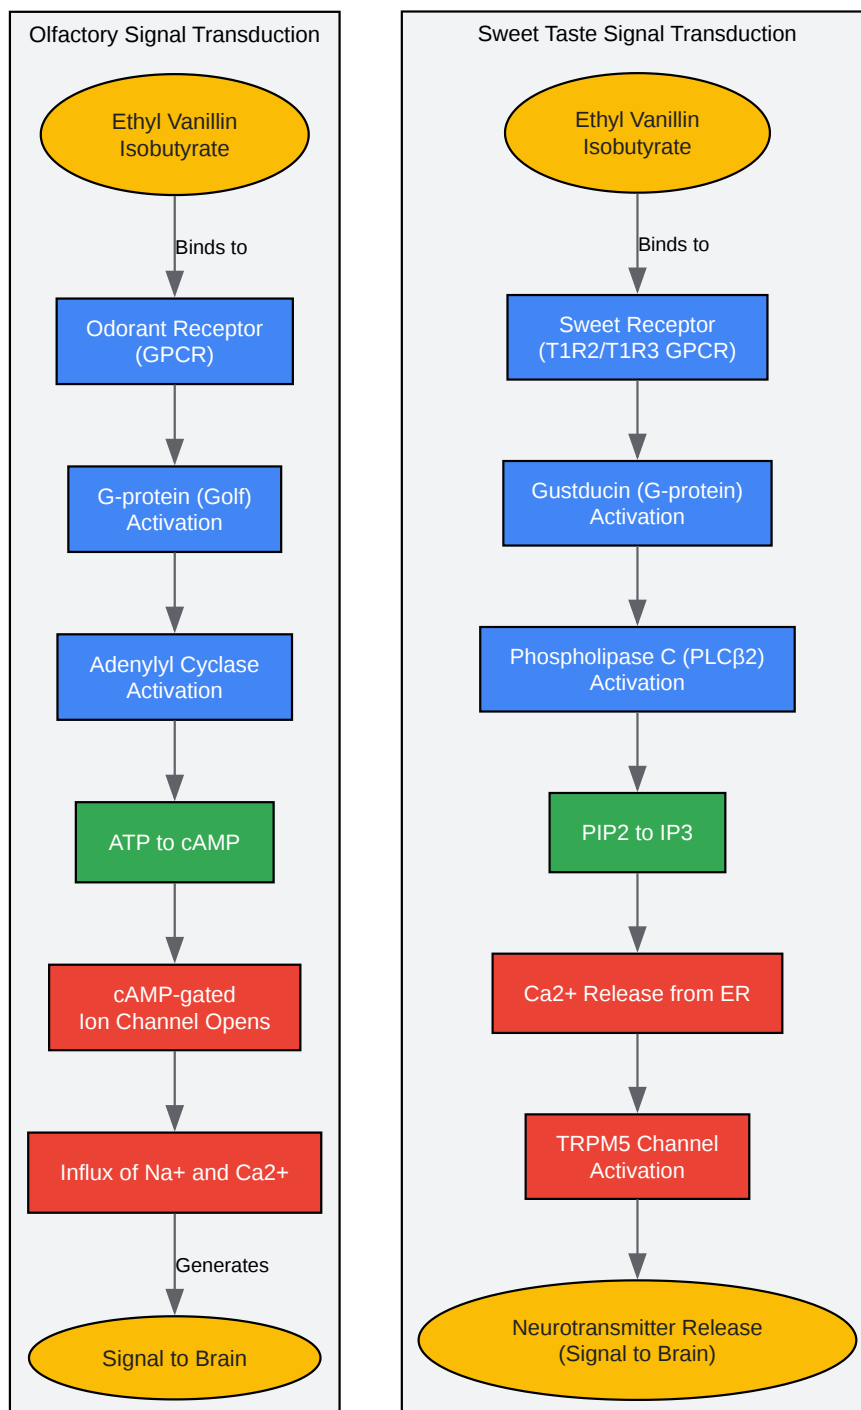 Olfactory Signal Transduction
Ethyl Vanillin
Isobutyrate
Binds to
Odorant Receptor
(GPCR)
G-protein (Golf)
Activation
Adenylyl Cyclase
Activation
ATP to cAMP
cAMP-gated
Ion Channel Opens
Influx of Na+ and Ca2+
Generates
Signal to Brain
Sweet Taste Signal Transduction
Ethyl Vanillin
Isobutyrate
Binds to
Sweet Receptor
(T1R2/T1R3 GPCR)
Gustducin (G-protein)
Activation
Phospholipase C (PLCβ2)
Activation
PIP2 to IP3
Ca2+ Release from ER
TRPM5 Channel
Activation
Neurotransmitter Release
(Signal to Brain)